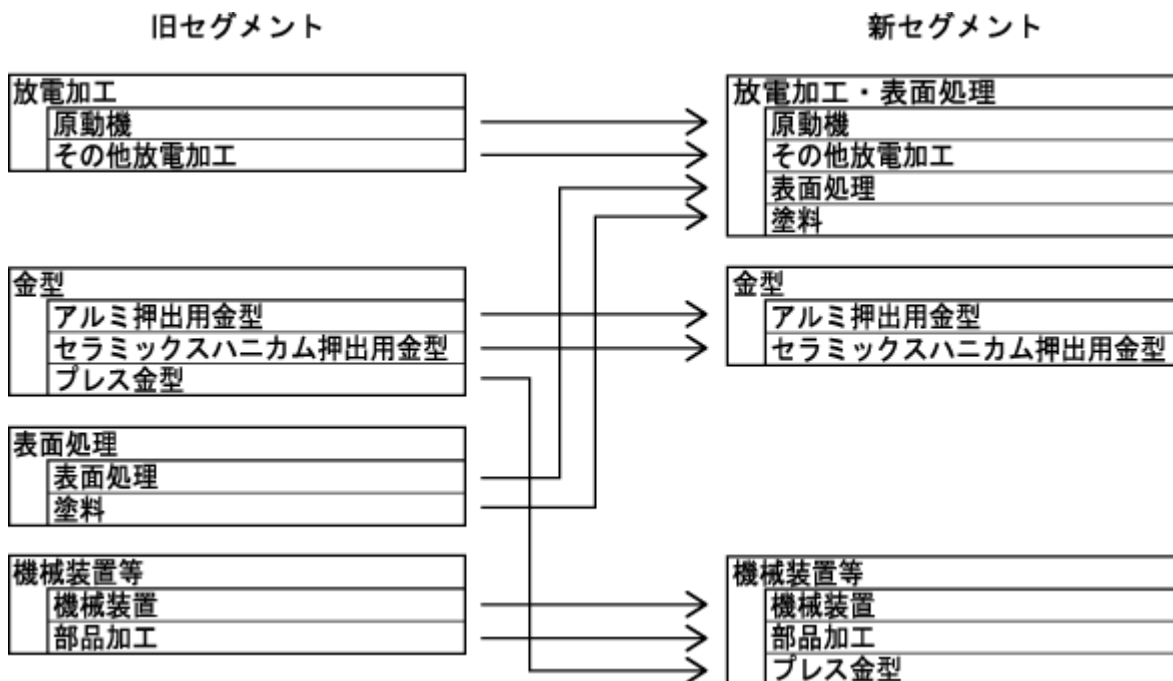 旧セグメント
放電加工
原動機
その他放電加工
金型
アルミ押出用金型
セラミックスハニカム押出用金型
プレス金型
表面処理
表面処理
塗料
機械装置等
機械装置
部品加工
新セグメント
放電加工・表面処理
原動機
その他放電加工
表面処理
塗料
金型
アルミ押出用金型
セラミックスハニカム押出用金型
機械装置等
機械装置
部品加工
プレス金型